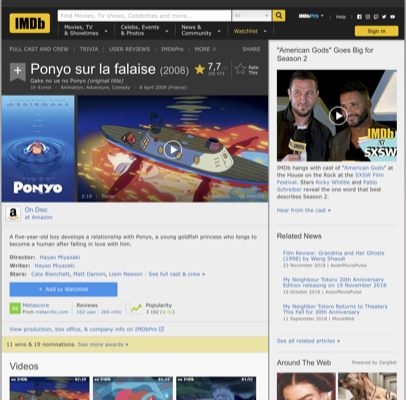 IMDb
Find Movies, TV shows, Celebrities and more...
All
IMDbPro
Help
Movies, TV & Showtimes
Celebs, Events & Photos
News & Community
Watchlist
Sign in
FULL CAST AND CREW | TRIVIA | USER REVIEWS | IMDbPro | MORE
SHARE
Ponyo sur la falaise (2008)
Gake no ue no Ponyo (original title)
1h 41min | Animation, Adventure, Comedy | 8 April 2009 (France)
7,7
Rate This
PONYO
Trailer
On Disc
at Amazon
A five-year-old boy develops a relationship with Ponyo, a young goldfish princess who longs to
become a human after falling in love with him.
Director: Hayao Miyazaki
Writer: Hayao Miyazaki
Stars: Cate Blanchett, Matt Damon, Liam Neeson | See full cast & crew »
+ Add to Watchlist
Metascore
From metacritic.com
Reviews
Popularity
View production, box office, & company info on IMDbPro
11 wins & 19 nominations. See more awards »
Videos
"American Gods" Goes Big for
Season 2
IMDb
at
SXSW
IMDb hangs with cast of "American Gods" at
the House on the Rock at the SXSW Film
Festival. Stars Ricky Whittle and Pablo
Schreiber reveal the one word that best
describes Season 2.
Hear from the cast »
Related News
Film Review: Grandma and Her Ghosts
(1998) by Wang Shaudi
23 November 2018 | AsianMoviePulse
My Neighbor Totoro 30th Anniversary
Edition releasing on 19 November 2018
19 October 2018 | AsianMoviePulse
My Neighbor Totoro Returns to Theaters
This Fall for 30th Anniversary
11 September 2018 | MovieWeb
See all related articles »
Around The Web
Powered by ZergNet